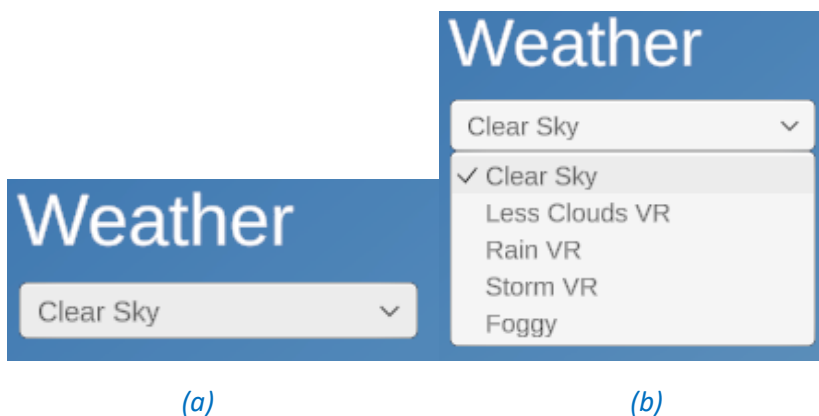 Weather
Clear Sky
(a)
Weather
Clear Sky
Clear Sky
Less Clouds VR
Rain VR
Storm VR
Foggy
(b)